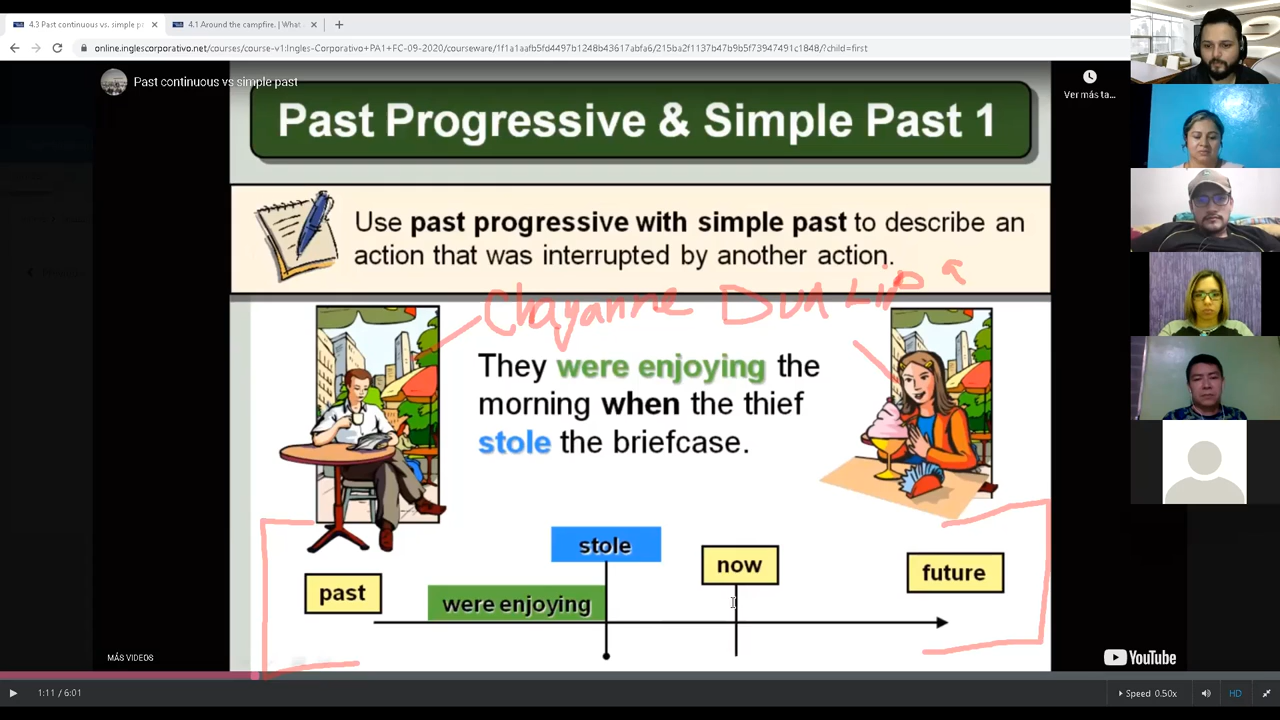 4.3 Past continuous vs. simple pa
4.1 Around the campfire. | What
online.inglescorporativo.net/courses/course-v1:Ingles-Corporativo+PA1+FC-09-2020/courseware/1f1a1aafb5fd4497b1248b43617abfa6/215ba2f1137b47b9b5f73947491c1848/?child=first
Past continuous vs simple past
Ver más ta...
Past Progressive & Simple Past 1
Use past progressive with simple past to describe an
action that was interrupted by another action.
Chayanne Dua Lipa
They were enjoying the
morning when the thief
stole the briefcase.
stole
now
future
past
were enjoying
MÁS VIDEOS
YouTube
1:11 / 6:01
Speed 0.50x
HD